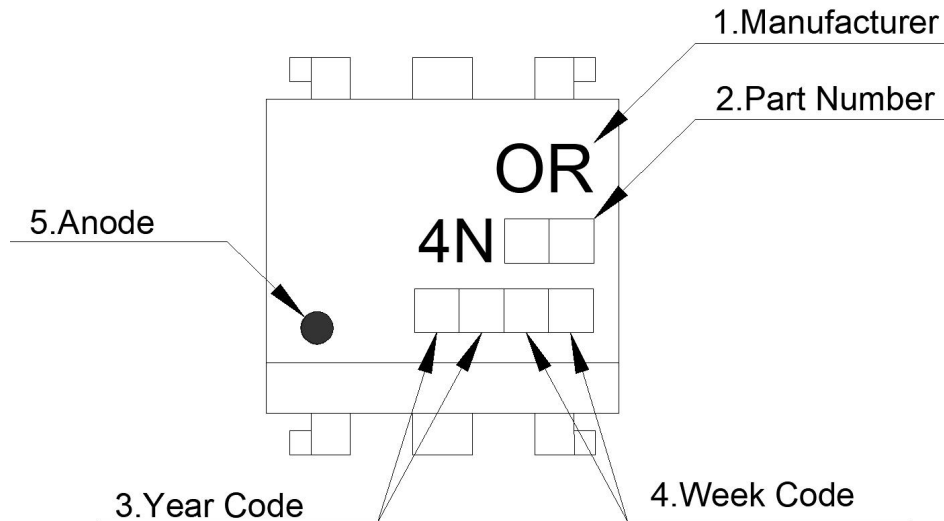 1.Manufacturer
2.Part Number
OR
5.Anode
4N
3.Year Code
4.Week Code